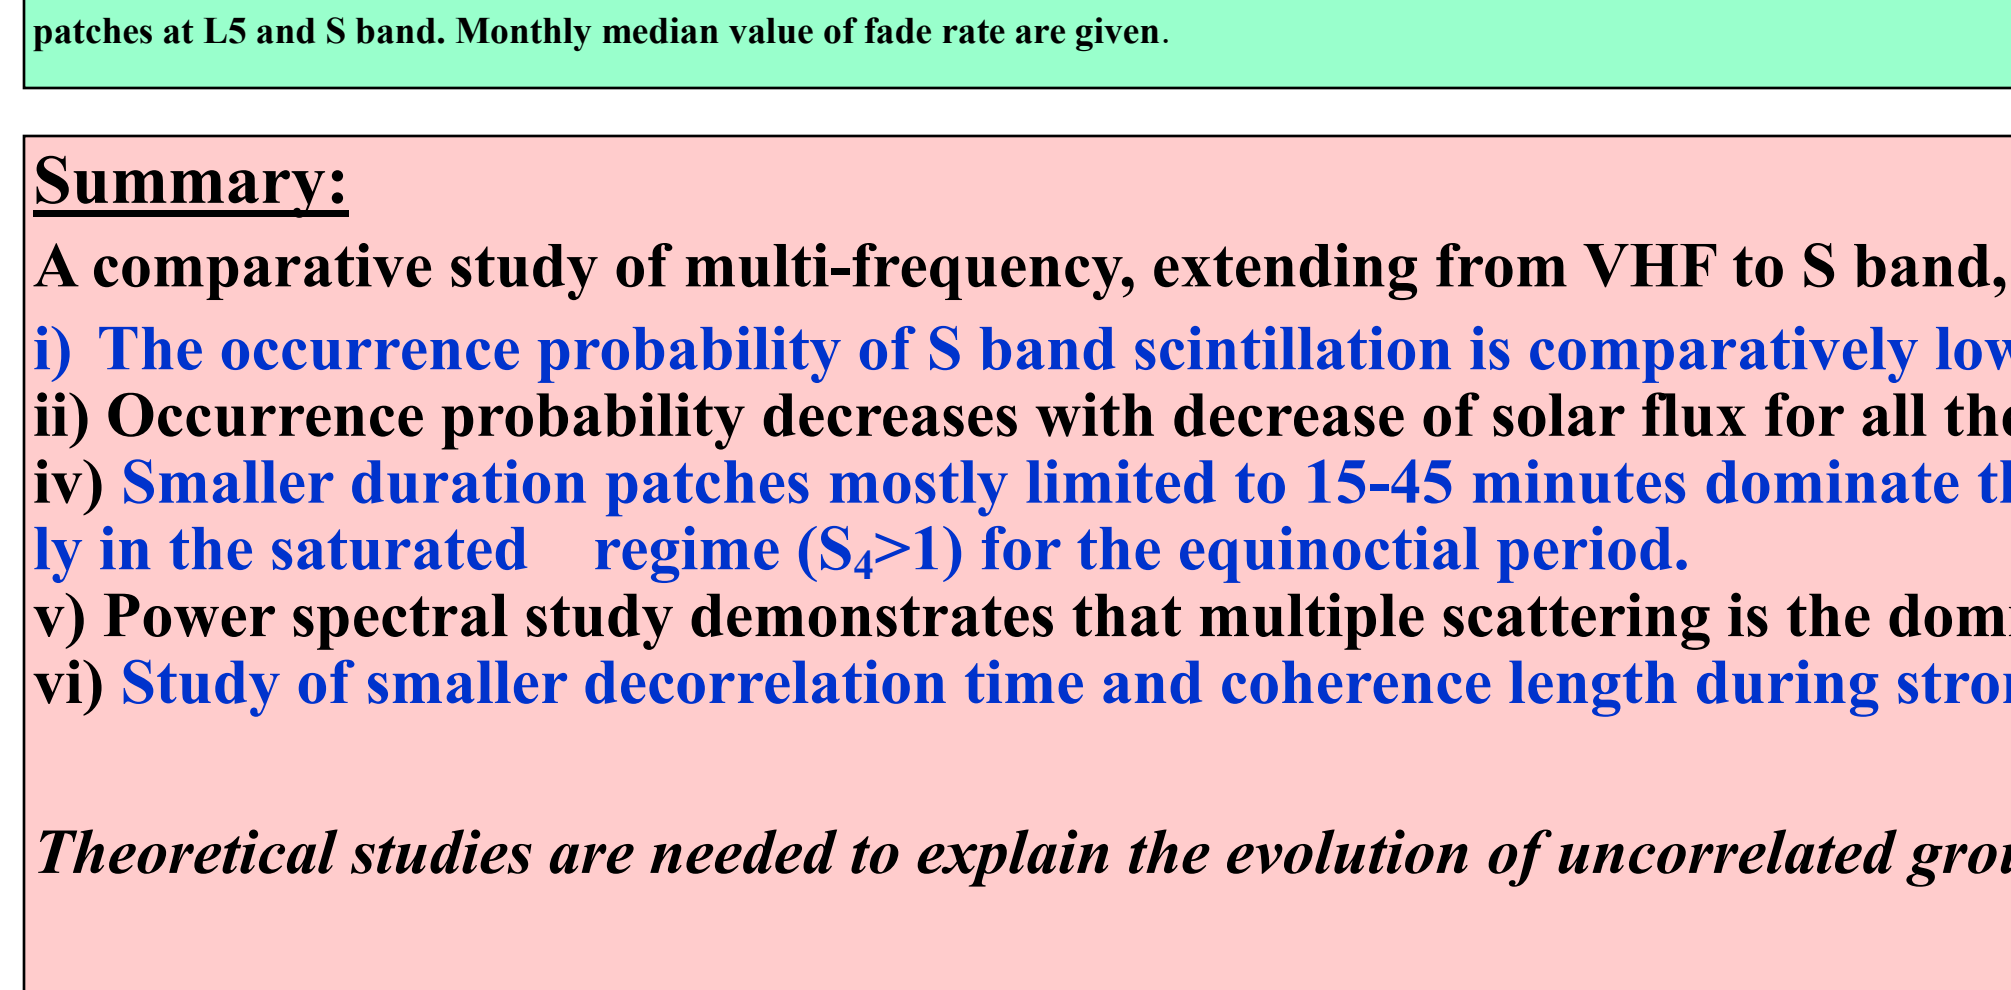 patches at L5 and S band. Monthly median value of fade rate are given.
Summary:
A comparative study of multi-frequency, extending from VHF to S band,
i) The occurrence probability of S band scintillation is comparatively low
ii) Occurrence probability decreases with decrease of solar flux for all the
iv) Smaller duration patches mostly limited to 15-45 minutes dominate
ly in the saturated regime (S₄>1) for the equinoctial period.
v) Power spectral study demonstrates that multiple scattering is the
vi) Study of smaller decorrelation time and coherence length during
Theoretical studies are needed to explain the evolution of uncorrelated